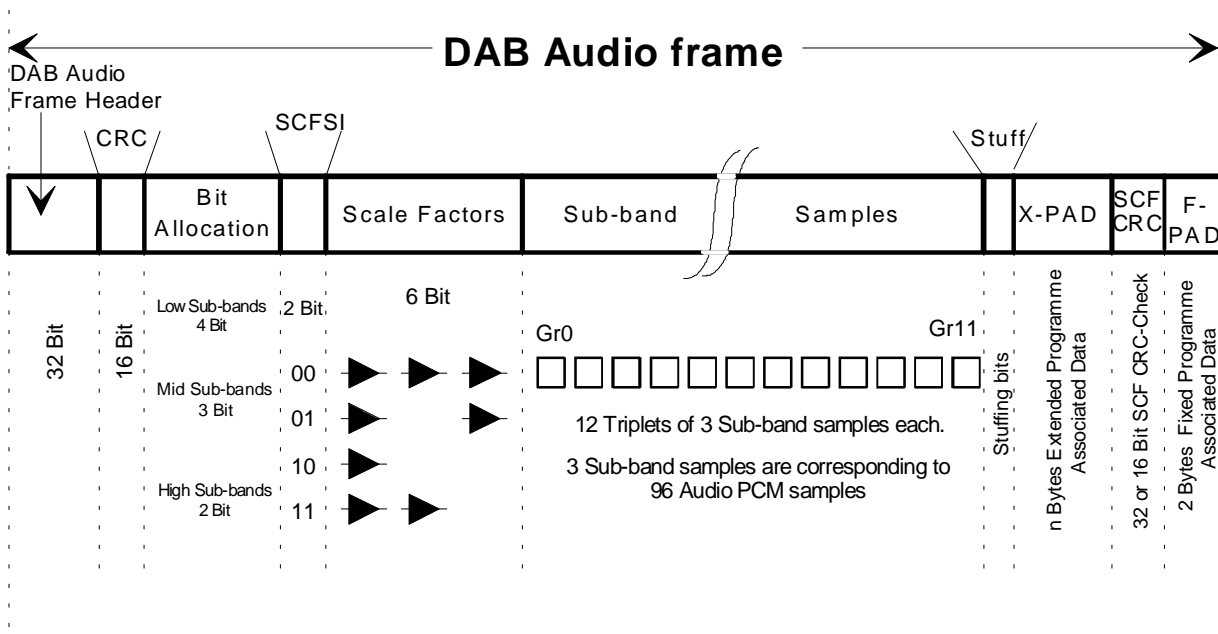 DAB Audio frame
DAB Audio
Frame Header
CRC
SCFSI
Stuff
Bit
Allocation
Scale Factors
Sub-band
Samples
X-PAD
SCF
CRC
F-
PAD
32 Bit
16 Bit
Low Sub-bands
4 Bit
Mid Sub-bands
3 Bit
High Sub-bands
2 Bit
2 Bit
00
01
10
11
6 Bit
Gr0
Gr11
12 Triplets of 3 Sub-band samples each.
3 Sub-band samples are corresponding to
96 Audio PCM samples
Stuffing bits
n Bytes Extended Programme
Associated Data
32 or 16 Bit SCF CRC-Check
2 Bytes Fixed Programme
Associated Data